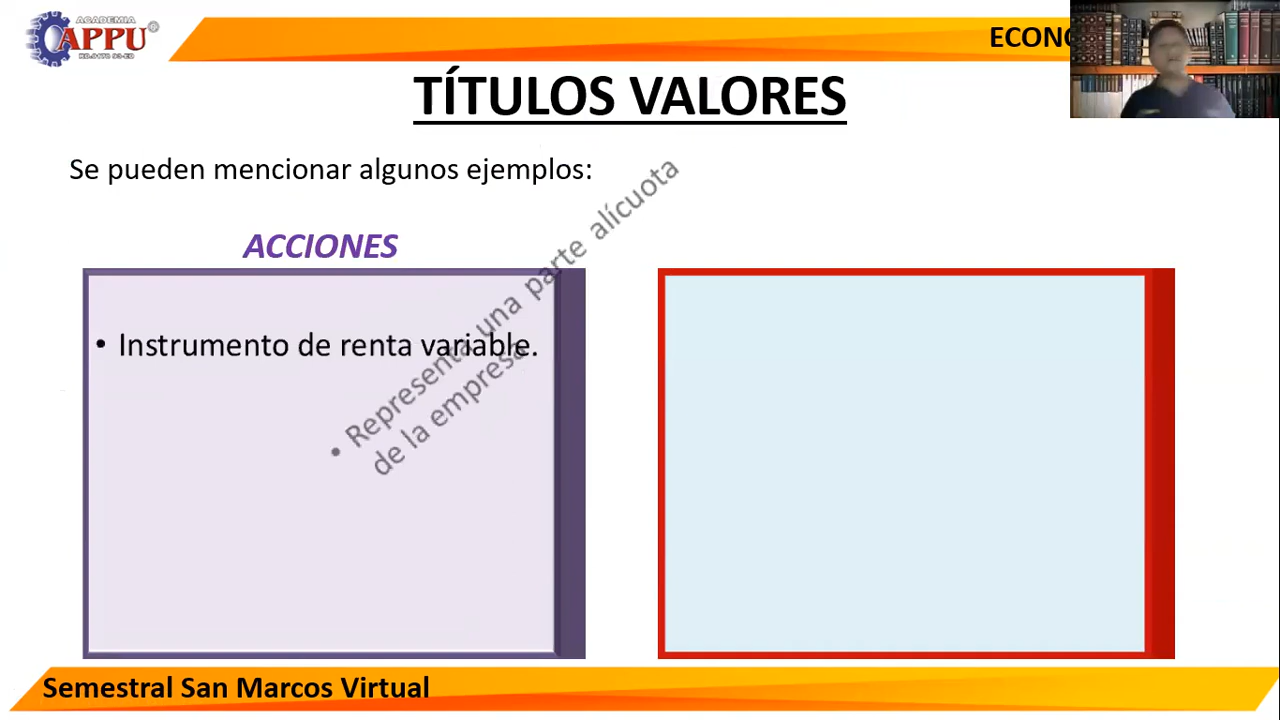 ACADEMIA
APPU
ECONO
TÍTULOS VALORES
Se pueden mencionar algunos ejemplos:
ACCIONES
• Instrumento de renta variable.
• Representa una parte alícuota
de la empresa
Semestral San Marcos Virtual